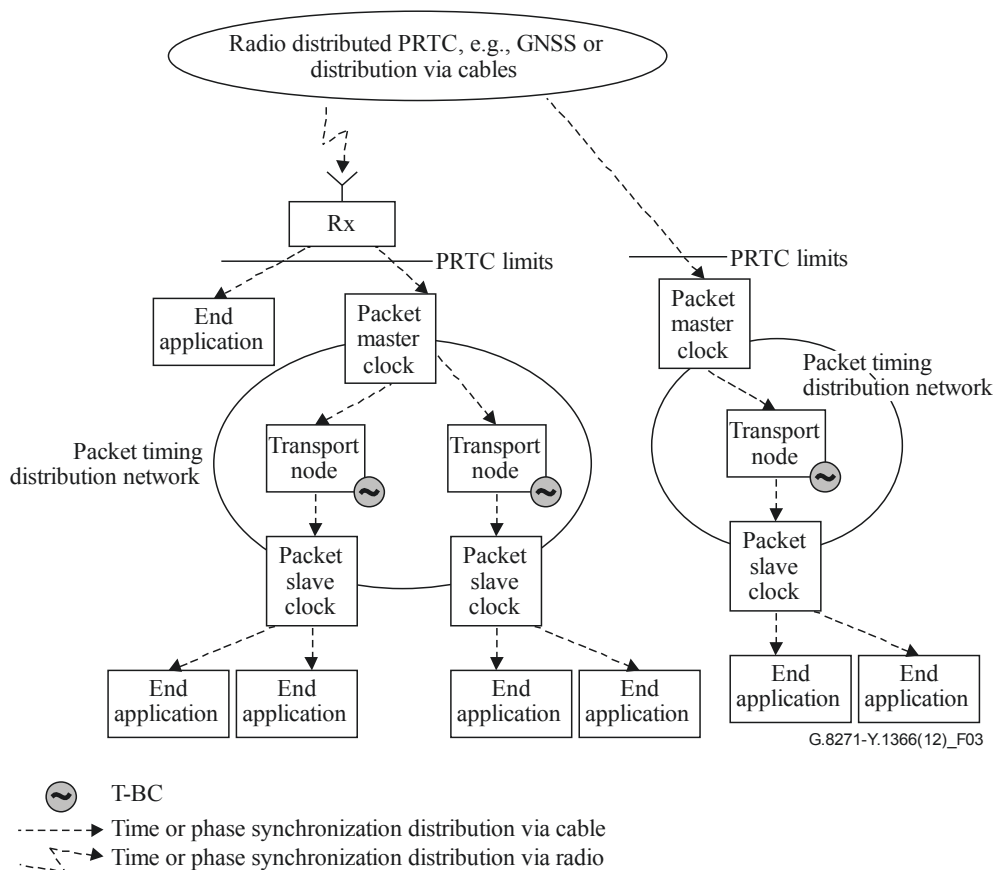 Radio distributed PRTC, e.g., GNSS or
distribution via cables
Rx
PRTC limits
PRTC limits
End
application
Packet
master
clock
Packet
master
clock
Packet timing
distribution network
Packet timing
distribution network
Transport
node
Transport
node
Transport
node
Packet
slave
clock
Packet
slave
clock
Packet
slave
clock
End
application
End
application
End
application
End
application
End
application
End
application
G.8271-Y.1366(12)_F03
T-BC
Time or phase synchronization distribution via cable
Time or phase synchronization distribution via radio